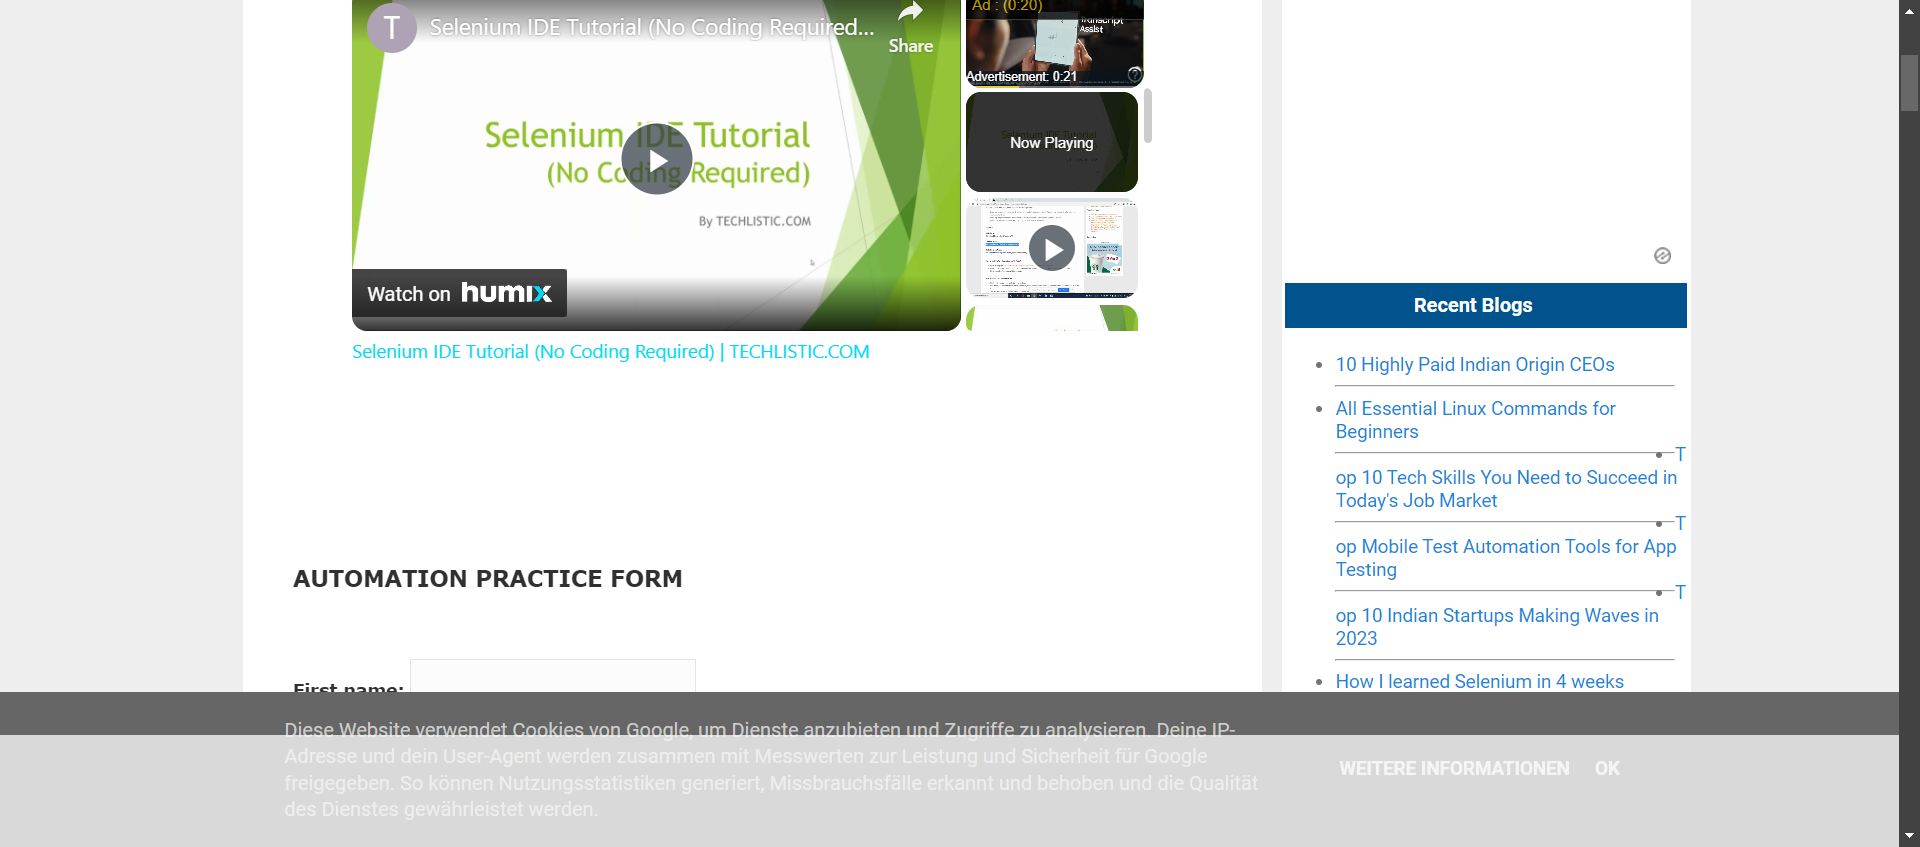 T
Selenium IDE Tutorial (No Coding Required...
Share
Selenium IDE Tutorial
(No Coding Required)
By TECHLISTIC.COM
Watch on humix
Selenium IDE Tutorial (No Coding Required) | TECHLISTIC.COM
Ad : (0:20)
Transcript
Assist
Advertisement: 0:21
Now Playing
AUTOMATION PRACTICE FORM
First name:
Recent Blogs
10 Highly Paid Indian Origin CEOs
All Essential Linux Commands for
Beginners
T
op 10 Tech Skills You Need to Succeed in
Today's Job Market
T
op Mobile Test Automation Tools for App
Testing
T
op 10 Indian Startups Making Waves in
2023
How I learned Selenium in 4 weeks
Diese Website verwendet Cookies von Google, um Dienste anzubieten und Zugriffe zu analysieren. Deine IP-
Adresse und dein User-Agent werden zusammen mit Messwerten zur Leistung und Sicherheit für Google
freigegeben. So können Nutzungsstatistiken generiert, Missbrauchsfälle erkannt und behoben und die Qualität
des Dienstes gewährleistet werden.
WEITERE INFORMATIONEN OK